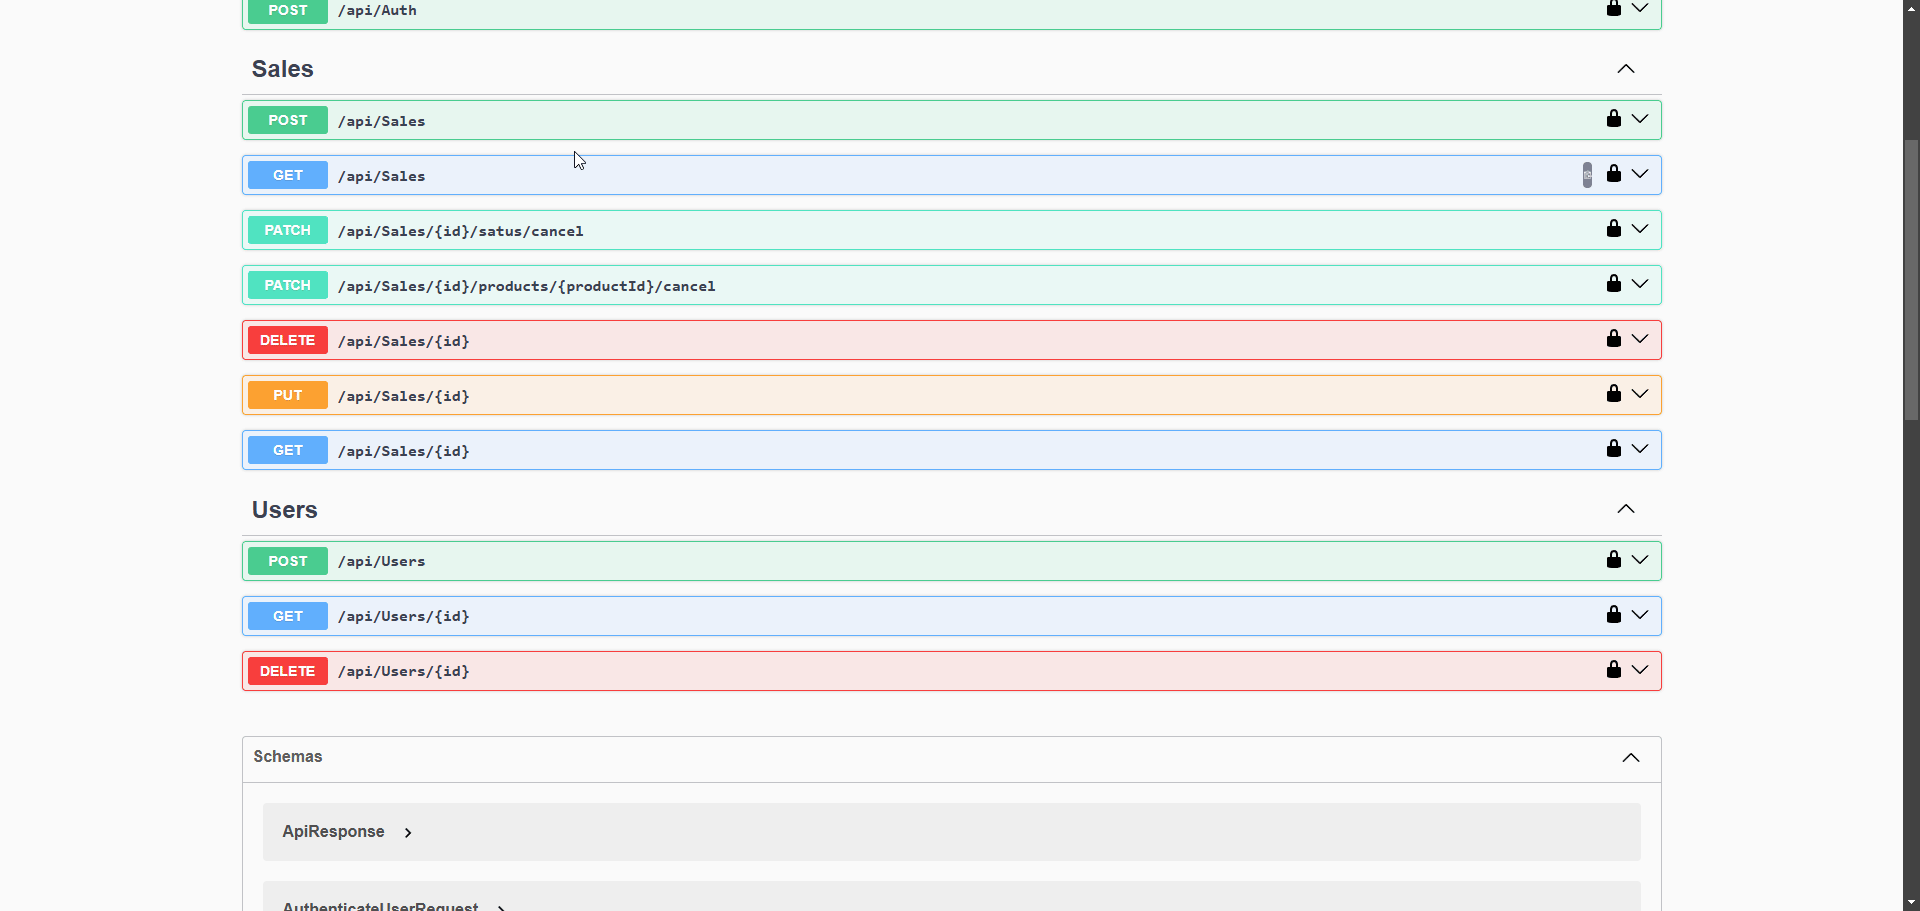 POST /api/Auth
Sales
POST /api/Sales
GET /api/Sales
PATCH /api/Sales/{id}/satus/cancel
PATCH /api/Sales/{id}/products/{productId}/cancel
DELETE /api/Sales/{id}
PUT /api/Sales/{id}
GET /api/Sales/{id}
Users
POST /api/Users
GET /api/Users/{id}
DELETE /api/Users/{id}
Schemas
ApiResponse
AuthenticateUserRequest